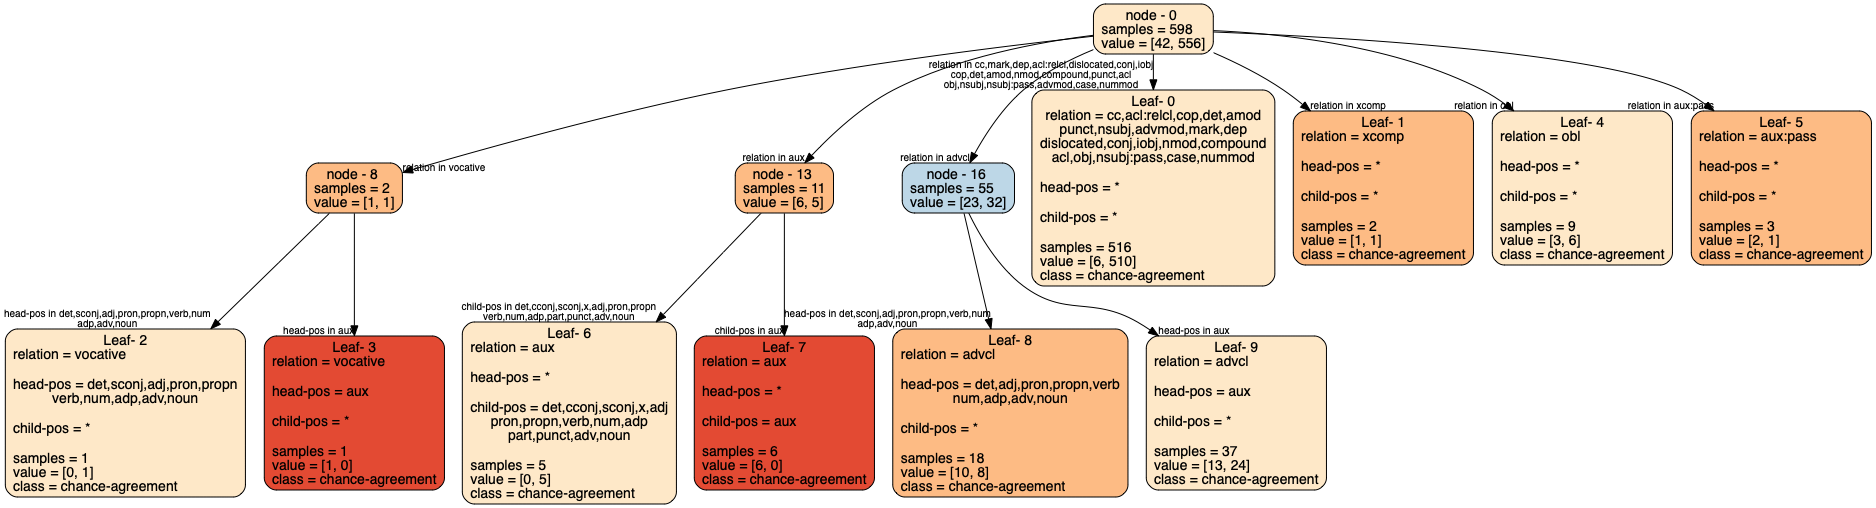 node - 0
samples = 598
value = [42, 556]
relation in cc,mark,dep,acl:relcl,dislocated,conj,iobj
cop,det,amod,nmod,compound,punct,acl
obj,nsubj,nsubj:pass,advmod,case,nummod
relation in vocative
relation in aux
relation in advcl
relation in xcomp
relation in obl
relation in aux:pass
node - 8
samples = 2
value = [1, 1]
node - 13
samples = 11
value = [6, 5]
node - 16
samples = 55
value = [23, 32]
Leaf- 0
relation = cc,acl:relcl,cop,det,amod
punct,nsubj,advmod,mark,dep
dislocated,conj,iobj,nmod,compound
acl,obj,nsubj:pass,case,nummod
head-pos = *
child-pos = *
samples = 516
value = [6, 510]
class = chance-agreement
Leaf- 1
relation = xcomp
head-pos = *
child-pos = *
samples = 2
value = [1, 1]
class = chance-agreement
Leaf- 4
relation = obl
head-pos = *
child-pos = *
samples = 9
value = [3, 6]
class = chance-agreement
Leaf- 5
relation = aux:pass
head-pos = *
child-pos = *
samples = 3
value = [2, 1]
class = chance-agreement
head-pos in det,sconj,adj,pron,propn,verb,num
adp,adv,noun
head-pos in aux
child-pos in det,cconj,sconj,x,adj,pron,propn
verb,num,adp,part,punct,adv,noun
child-pos in aux
head-pos in det,sconj,adj,pron,propn,verb,num
adp,adv,noun
head-pos in aux
Leaf- 2
relation = vocative
head-pos = det,sconj,adj,pron,propn
verb,num,adp,adv,noun
child-pos = *
samples = 1
value = [0, 1]
class = chance-agreement
Leaf- 3
relation = vocative
head-pos = aux
child-pos = *
samples = 1
value = [1, 0]
class = chance-agreement
Leaf- 6
relation = aux
head-pos = *
child-pos = det,cconj,sconj,x,adj
pron,propn,verb,num,adp
part,punct,adv,noun
samples = 5
value = [0, 5]
class = chance-agreement
Leaf- 7
relation = aux
head-pos = *
child-pos = aux
samples = 6
value = [6, 0]
class = chance-agreement
Leaf- 8
relation = advcl
head-pos = det,adj,pron,propn,verb
num,adp,adv,noun
child-pos = *
samples = 18
value = [10, 8]
class = chance-agreement
Leaf- 9
relation = advcl
head-pos = aux
child-pos = *
samples = 37
value = [13, 24]
class = chance-agreement